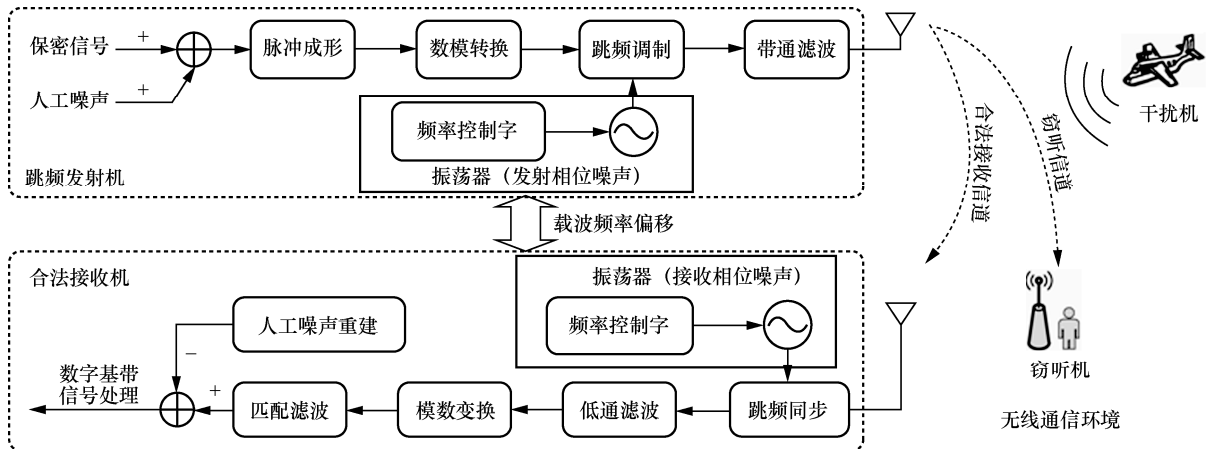 保密信号
+
人工噪声
+
脉冲成形
数模转换
跳频调制
带通滤波
频率控制字
振荡器（发射相位噪声）
跳频发射机
载波频率偏移
合法接收机
振荡器（接收相位噪声）
频率控制字
人工噪声重建
−
数字基带
信号处理
+
匹配滤波
模数变换
低通滤波
跳频同步
合法接收信道
窃听信道
干扰机
窃听机
无线通信环境